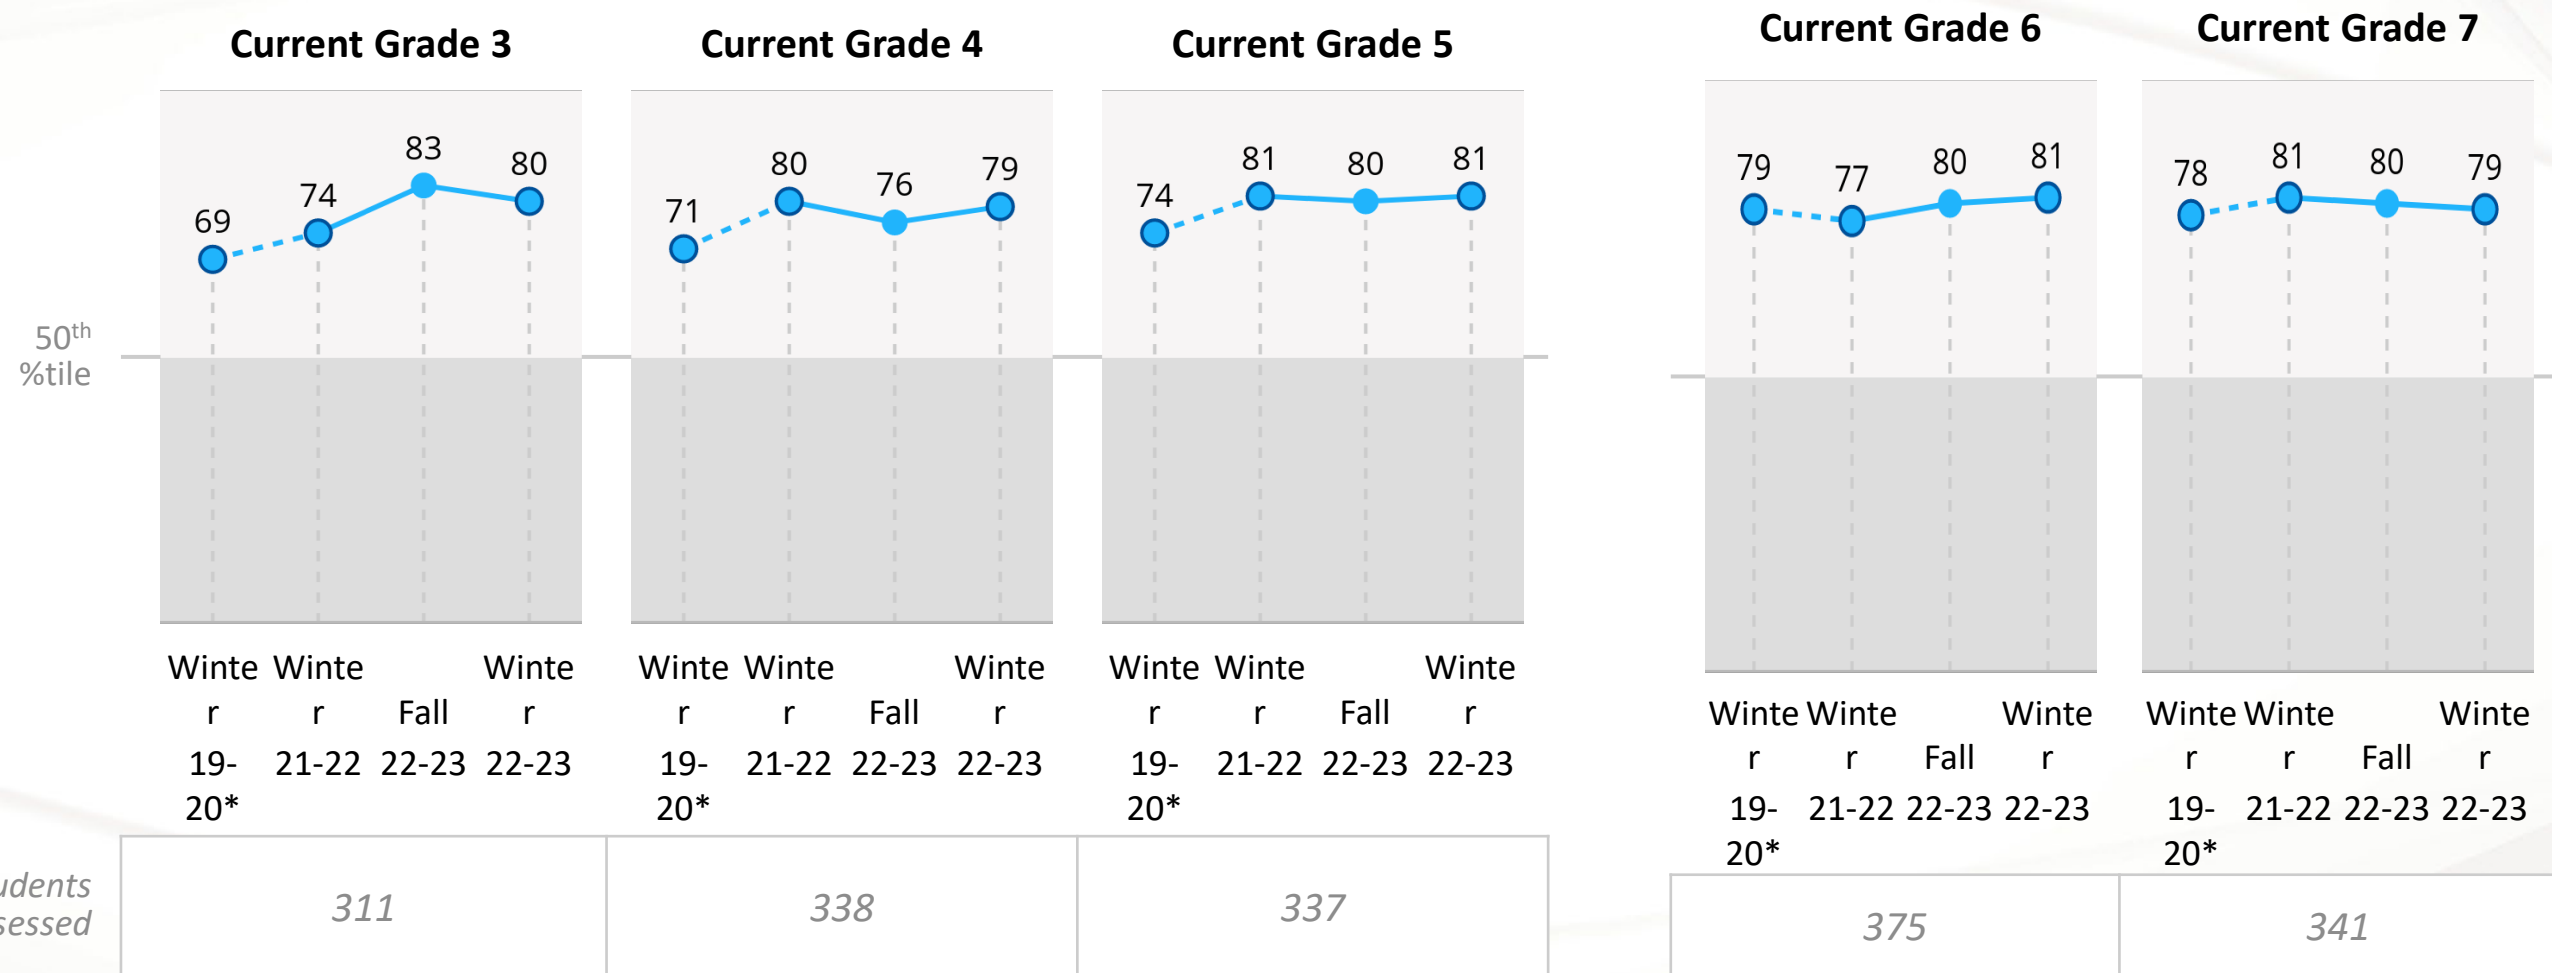 Current Grade 3
Current Grade 4
Current Grade 5
Current Grade 6
Current Grade 7
69
74
83
80
71
80
76
79
74
81
80
81
79
77
80
81
78
81
80
79
50th
%tile
Winte Winte Winte
r r Fall r
19- 21-22 22-23 22-23
20*
Winte Winte Winte
r r Fall r
19- 21-22 22-23 22-23
20*
Winte Winte Winte
r r Fall r
19- 21-22 22-23 22-23
20*
Winte Winte Winte
r r Fall r
19- 21-22 22-23 22-23
20*
Winte Winte Winte
r r Fall r
19- 21-22 22-23 22-23
20*
311
338
337
375
341